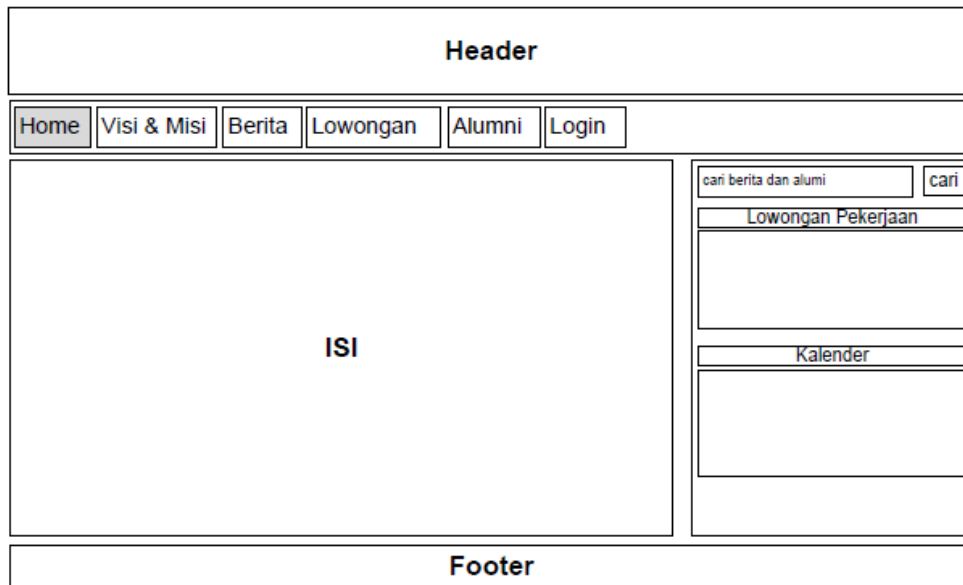 Header
Home Visi & Misi Berita Lowongan Alumni Login
cari berita dan alumi cari
Lowongan Pekerjaan
ISI
Kalender
Footer